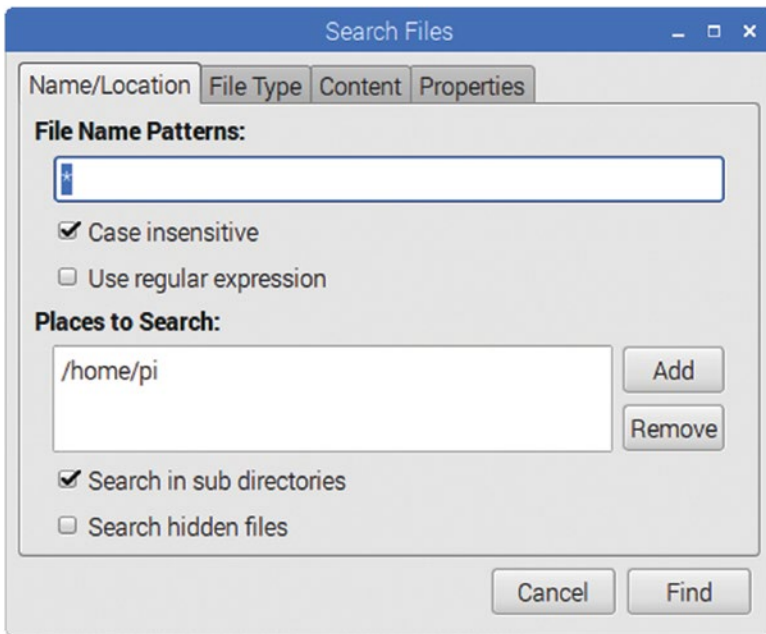 Search Files
Name/Location File Type Content Properties
File Name Patterns:
*
Case insensitive
Use regular expression
Places to Search:
/home/pi
Add
Remove
Search in sub directories
Search hidden files
Cancel Find